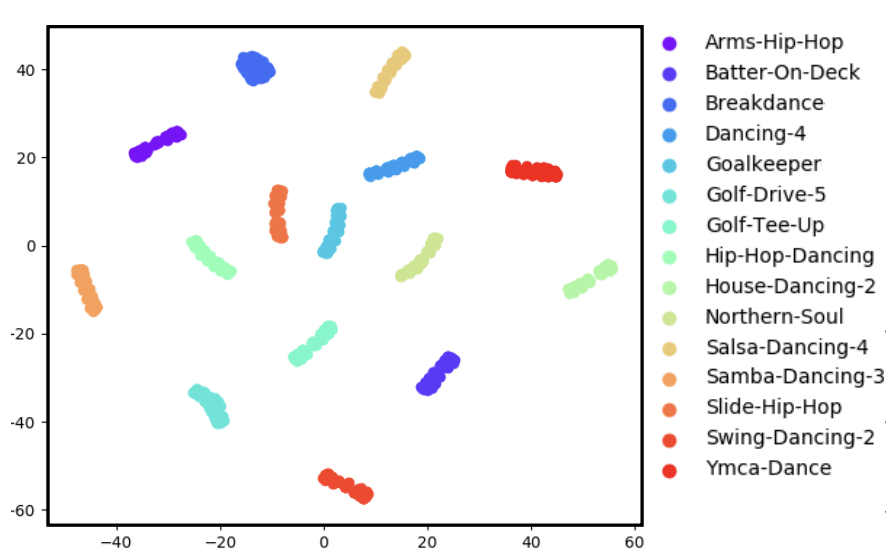 Arms-Hip-Hop
Batter-On-Deck
Breakdance
Dancing-4
Goalkeeper
Golf-Drive-5
Golf-Tee-Up
Hip-Hop-Dancing
House-Dancing-2
Northern-Soul
Salsa-Dancing-4
Samba-Dancing-3
Slide-Hip-Hop
Swing-Dancing-2
Ymca-Dance
40
20
0
−20
−40
−60
−40 −20 0 20 40 60